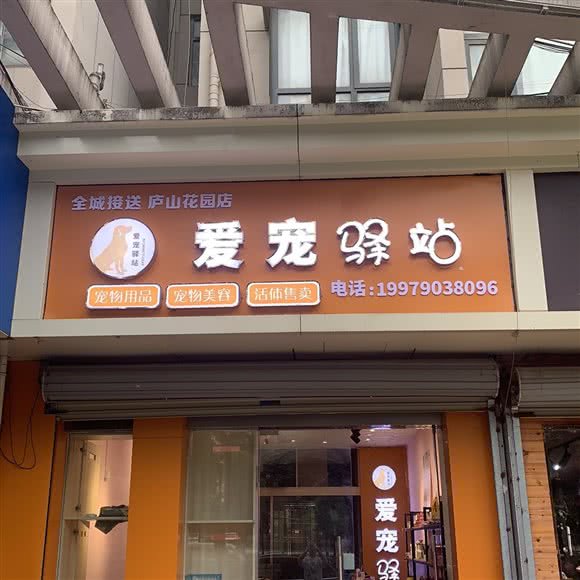 全城接送 庐山花园店
爱宠驿站
爱宠驿站
宠物用品 宠物美容 活体售卖
电话:19979038096
爱宠驿